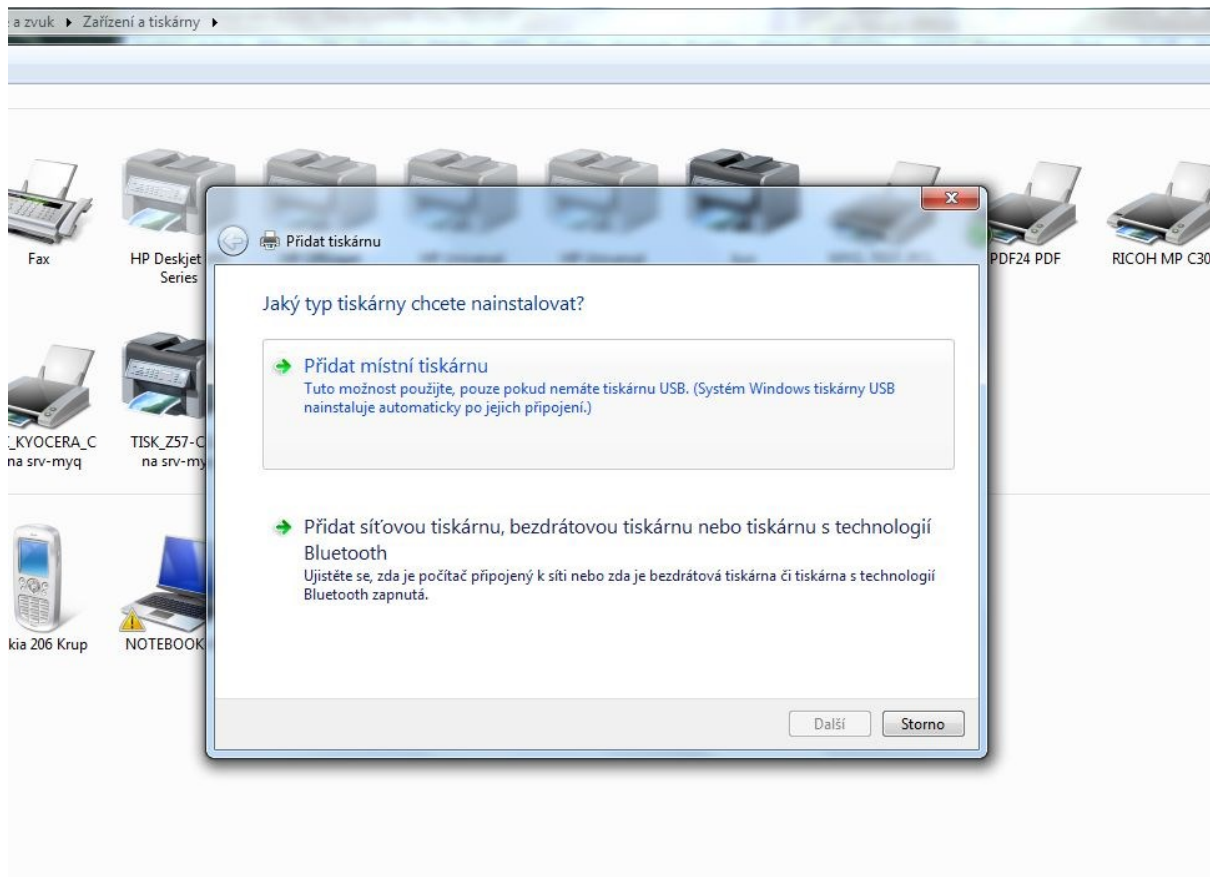 a zvuk ▸ Zařízení a tiskárny ▸
Fax
HP Deskjet
Series
PDF24 PDF
RICOH MP C30
Přidat tiskárnu
Jaký typ tiskárny chcete nainstalovat?
Přidat místní tiskárnu
Tuto možnost použijte, pouze pokud nemáte tiskárnu USB. (Systém Windows tiskárny USB
nainstaluje automaticky po jejich připojení.)
_KYOCERA_C
na srv-myq
TISK_Z57-C
na srv-my
Přidat síťovou tiskárnu, bezdrátovou tiskárnu nebo tiskárnu s technologií
Bluetooth
Ujistěte se, zda je počítač připojený k síti nebo zda je bezdrátová tiskárna či tiskárna s technologií
Bluetooth zapnutá.
kia 206 Krup
NOTEBOOK
Další
Storno